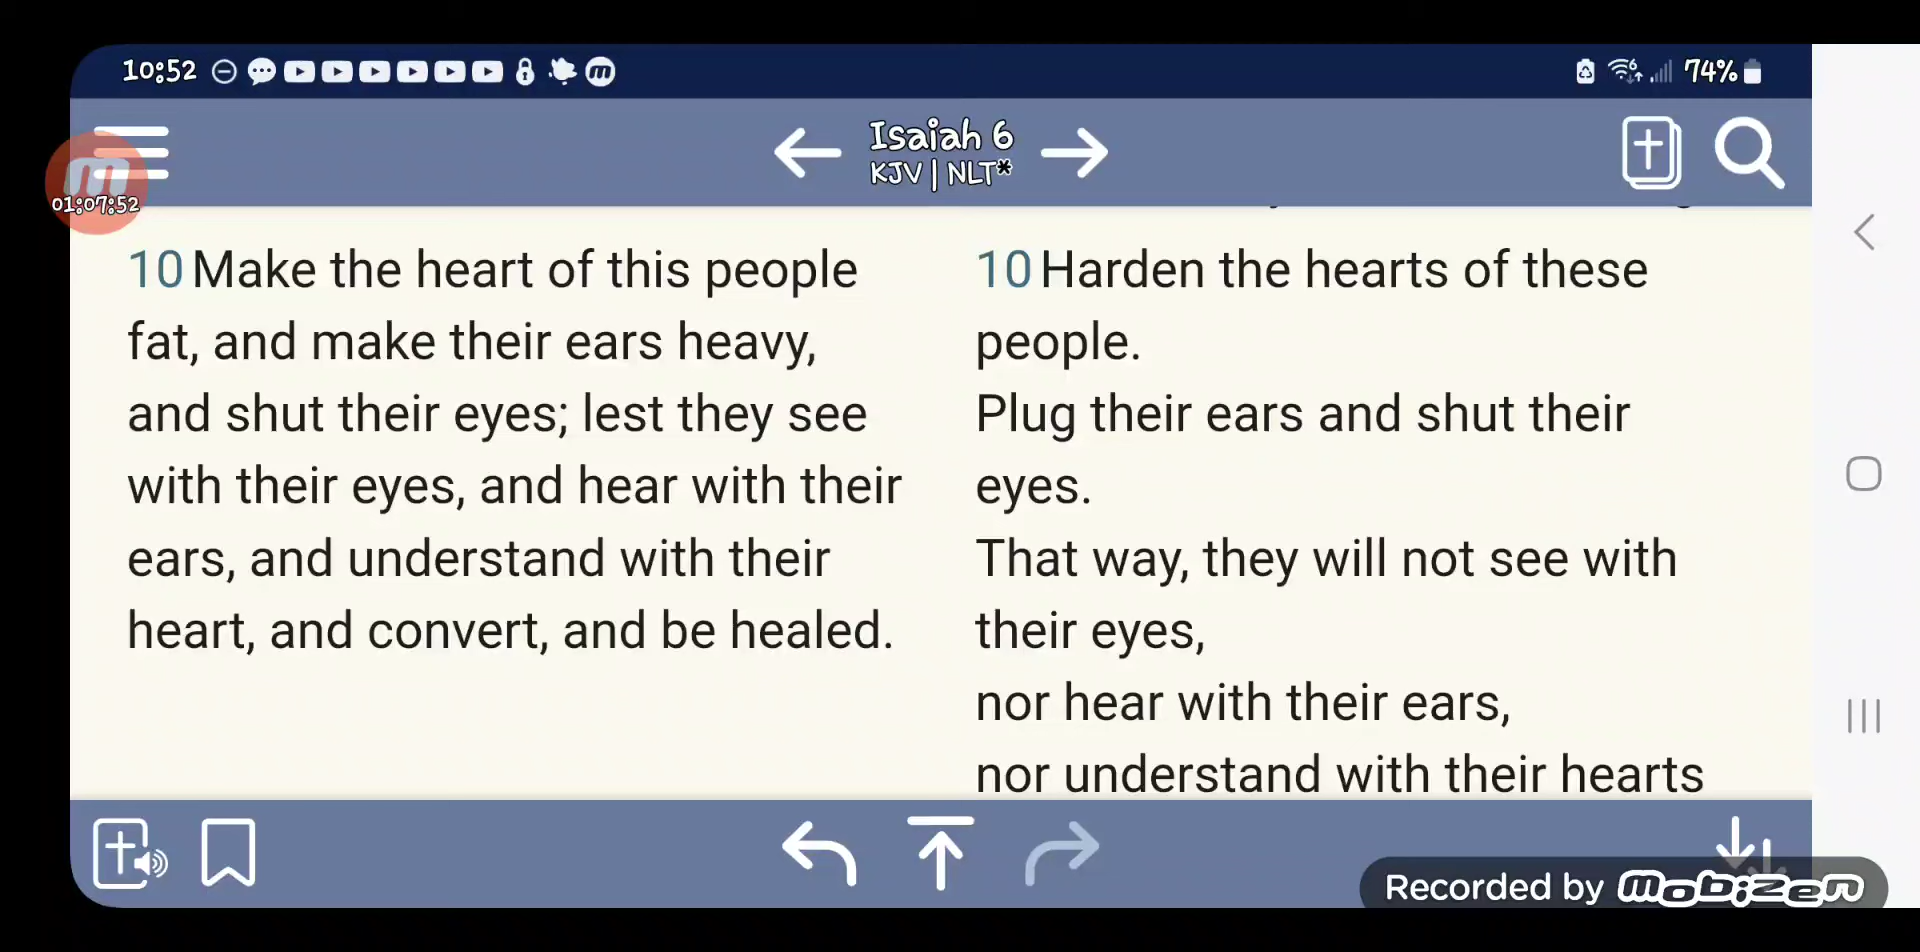 10:52
74%
Isaiah 6
KJV | NLT*
01:07:52
10 Make the heart of this people
fat, and make their ears heavy,
and shut their eyes; lest they see
with their eyes, and hear with their
ears, and understand with their
heart, and convert, and be healed.
10 Harden the hearts of these
people.
Plug their ears and shut their
eyes.
That way, they will not see with
their eyes,
nor hear with their ears,
nor understand with their hearts
Recorded by mobizen